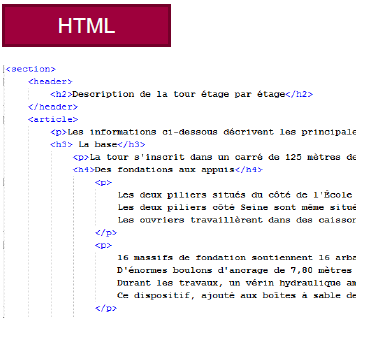 HTML
<section>
<header>
<h2>Description de la tour étage par étage</h2>
</header>
<article>
<p>Les informations ci-dessous décrivent les principale
<h3> La base</h3>
<p>La tour s'inscrit dans un carré de 125 mètres de
<h4>Des fondations aux appuis</h4>
<p>
Les deux piliers situés du côté de l'École
Les deux piliers côté Seine sont même situé
Les ouvriers travaillèrent dans des caisson
</p>
<p>
16 massifs de fondation soutiennent 16 arba
D'énormes boulons d'ancrage de 7,80 mètres
Durant les travaux, un vérin hydraulique am
Ce dispositif, ajouté aux boîtes à sable de
</p>